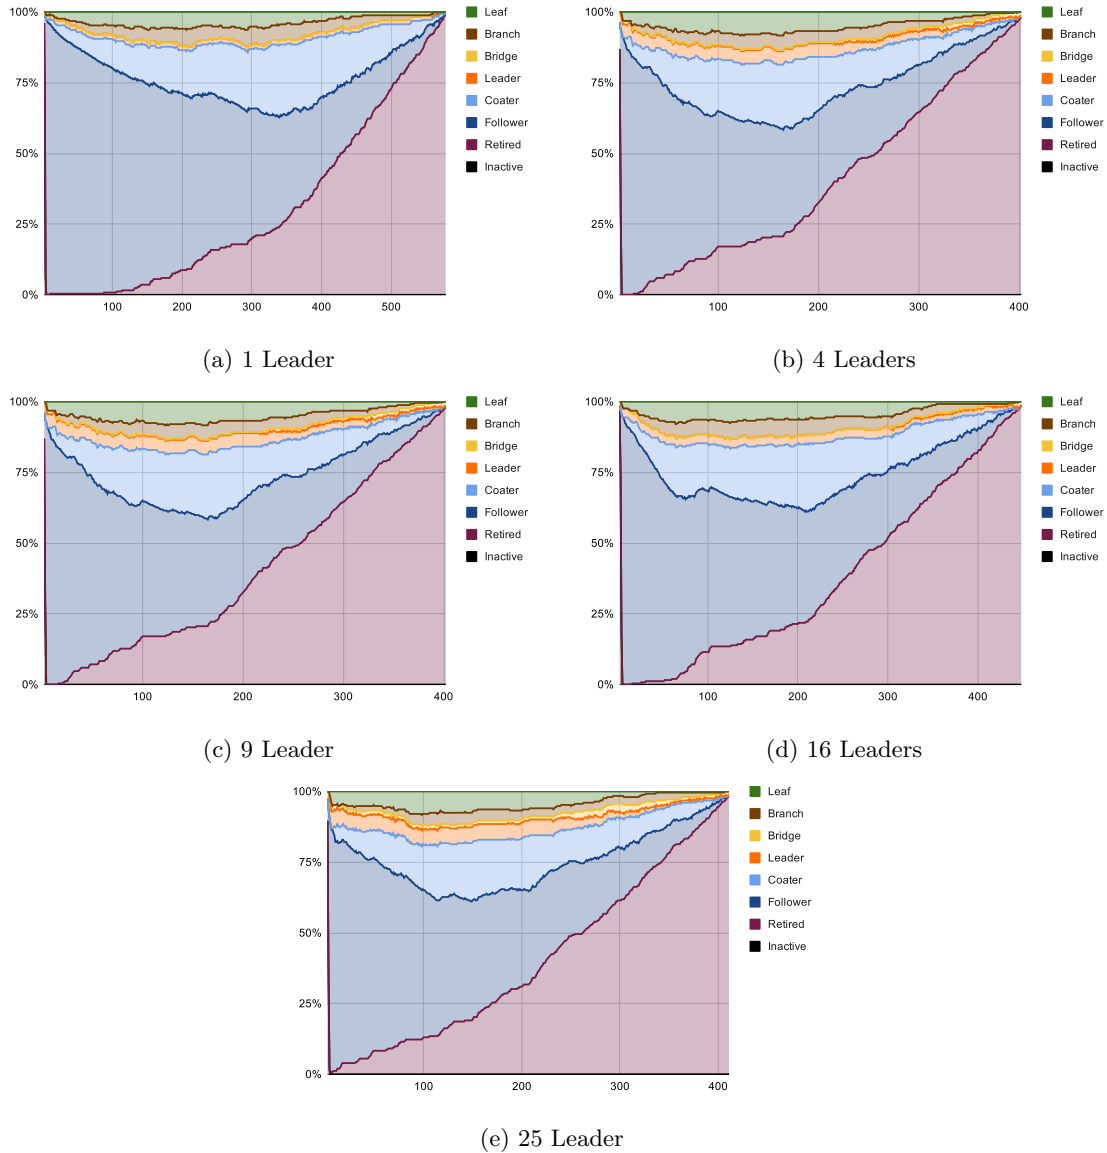 100%
75%
50%
25%
0%
100
200
300
400
500
Leaf
Branch
Bridge
Leader
Coater
Follower
Retired
Inactive
(a) 1 Leader
100%
75%
50%
25%
0%
100
200
300
400
Leaf
Branch
Bridge
Leader
Coater
Follower
Retired
Inactive
(b) 4 Leaders
100%
75%
50%
25%
0%
100
200
300
400
Leaf
Branch
Bridge
Leader
Coater
Follower
Retired
Inactive
(c) 9 Leader
100%
75%
50%
25%
0%
100
200
300
400
Leaf
Branch
Bridge
Leader
Coater
Follower
Retired
Inactive
(d) 16 Leaders
100%
75%
50%
25%
0%
100
200
300
400
Leaf
Branch
Bridge
Leader
Coater
Follower
Retired
Inactive
(e) 25 Leader